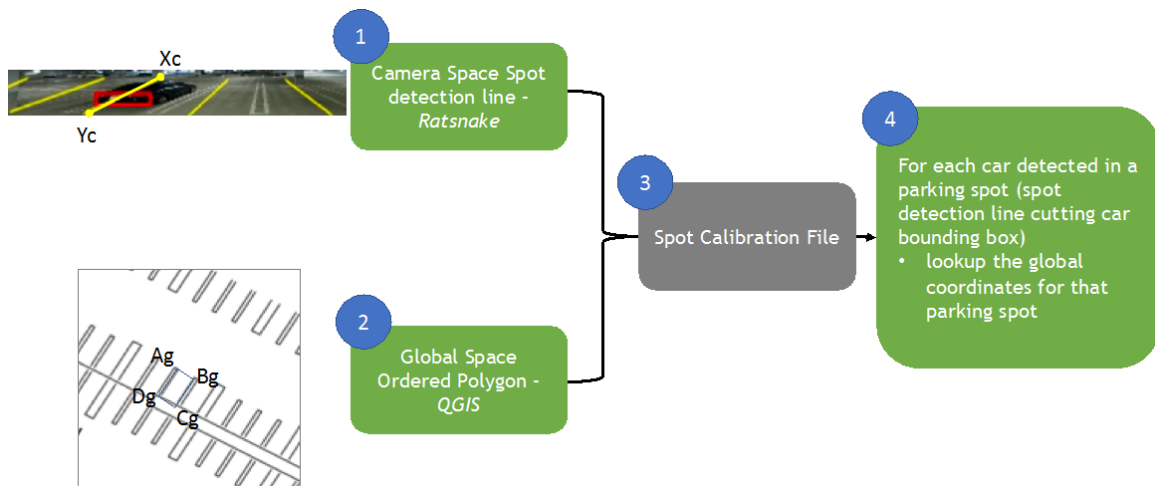 1
Xc
Camera Space Spot
detection line -
Ratsnake
Yc
2
Ag
Bg
Dg
Cg
Global Space
Ordered Polygon -
QGIS
3
Spot Calibration File
4
For each car detected in a
parking spot (spot
detection line cutting car
bounding box)
• lookup the global
coordinates for that
parking spot